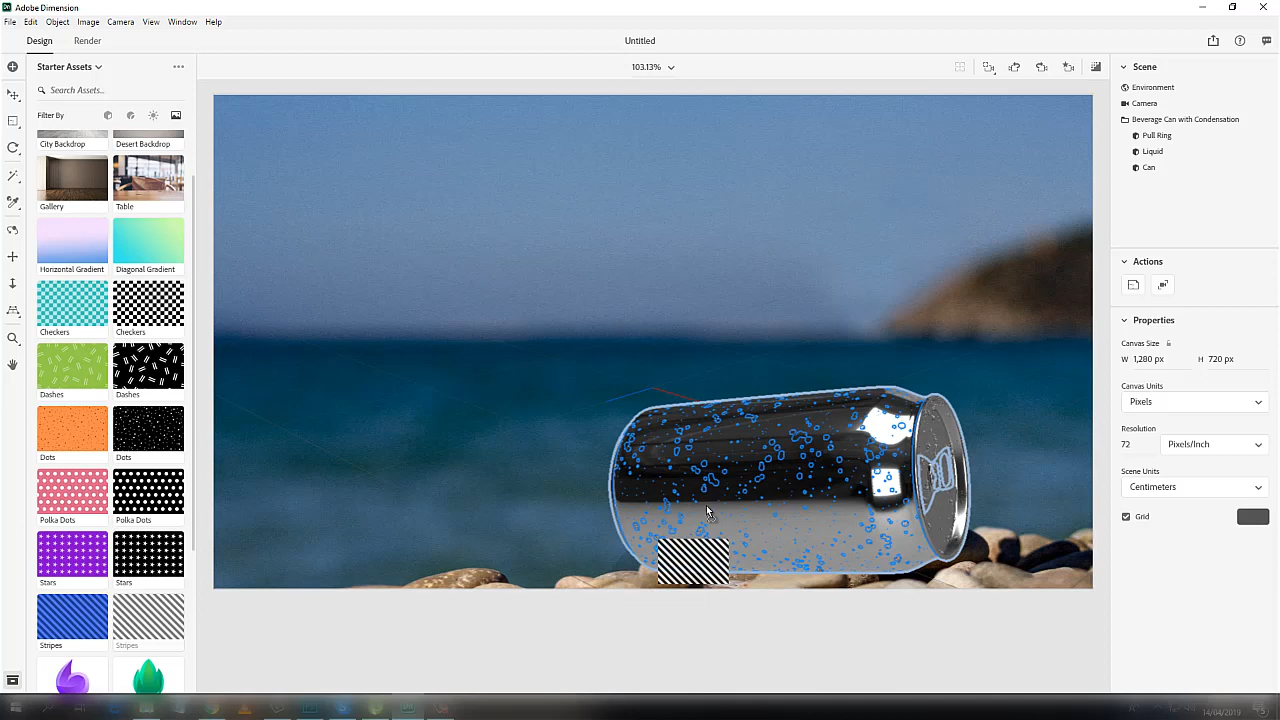 Dn Adobe Dimension
File Edit Object Image Camera View Window Help
Design Render Untitled
Starter Assets
103.13%
Search Assets...
Filter By
City Backdrop Desert Backdrop
Gallery Table
Horizontal Gradient Diagonal Gradient
Checkers Checkers
Dashes Dashes
Dots Dots
Polka Dots Polka Dots
Stars Stars
Stripes Stripes
Scene
Environment
Camera
Beverage Can with Condensation
Pull Ring
Liquid
Can
Actions
Properties
Canvas Size
W 1,280 px H 720 px
Canvas Units
Pixels
Resolution
72 Pixels/Inch
Scene Units
Centimeters
Grid
14/04/2019